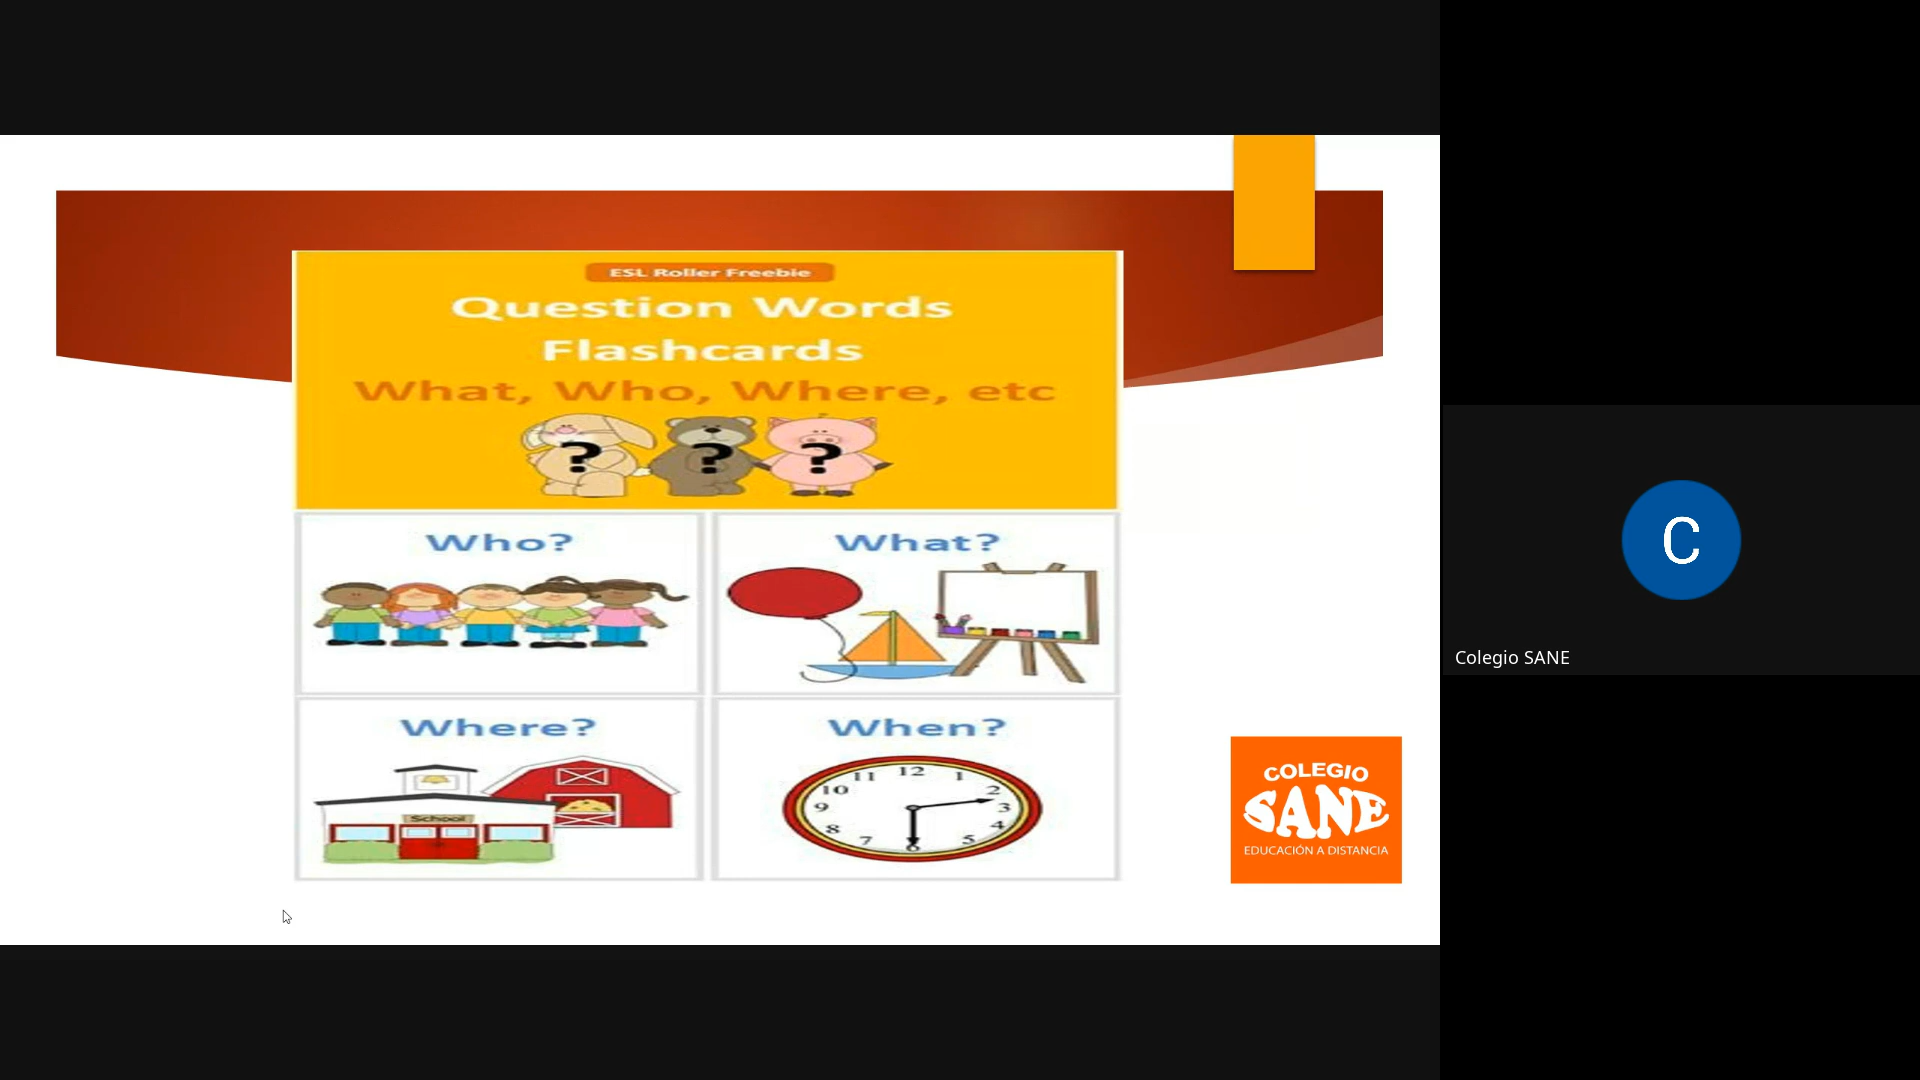 ESL Roller Freebie
Question Words
Flashcards
What, Who, Where, etc
? ? ?
Who?
What?
Where?
When?
School
12
11
1
10
2
9
3
8
4
7
5
6
COLEGIO
SANE
EDUCACIÓN A DISTANCIA
C
Colegio SANE